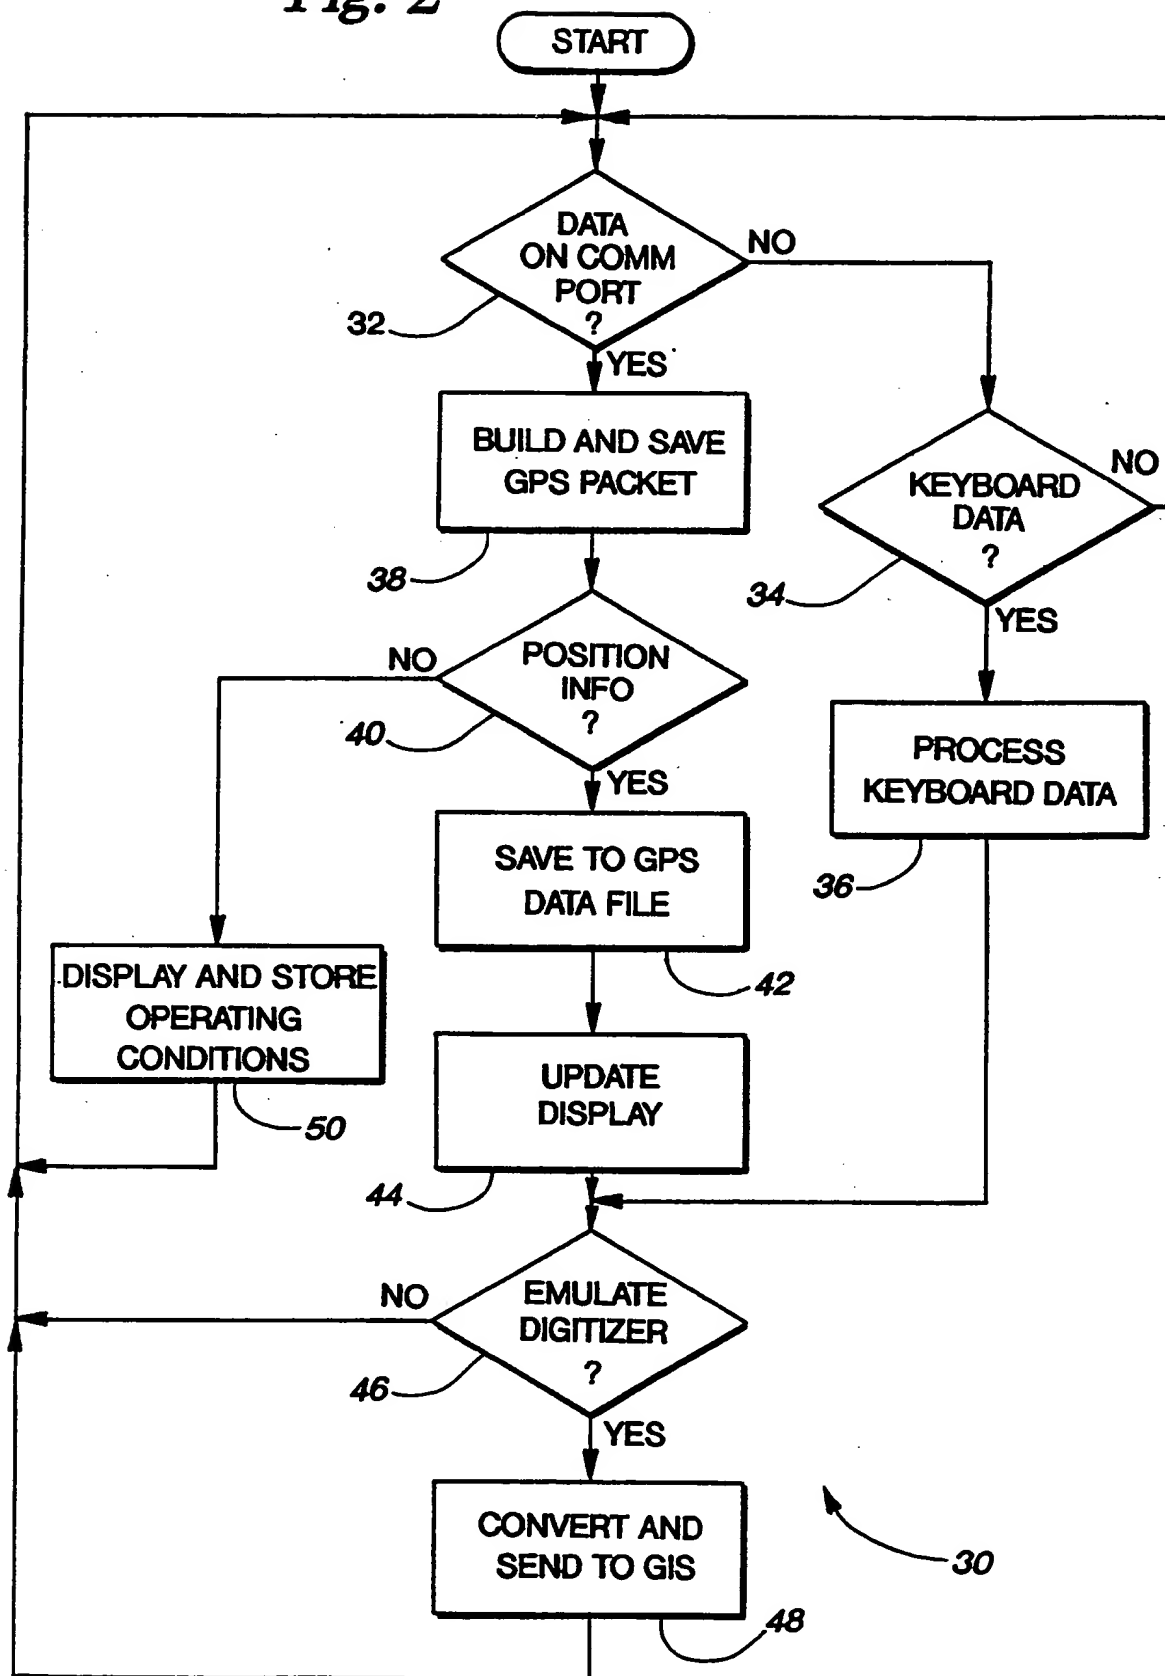 Fig. 2
START
DATA
ON COMM
PORT
?
NO
32
YES
BUILD AND SAVE
GPS PACKET
38
KEYBOARD
DATA
?
NO
34
YES
POSITION
INFO
?
NO
40
YES
PROCESS
KEYBOARD DATA
36
SAVE TO GPS
DATA FILE
42
DISPLAY AND STORE
OPERATING
CONDITIONS
50
UPDATE
DISPLAY
44
EMULATE
DIGITIZER
?
NO
46
YES
CONVERT AND
SEND TO GIS
48
30